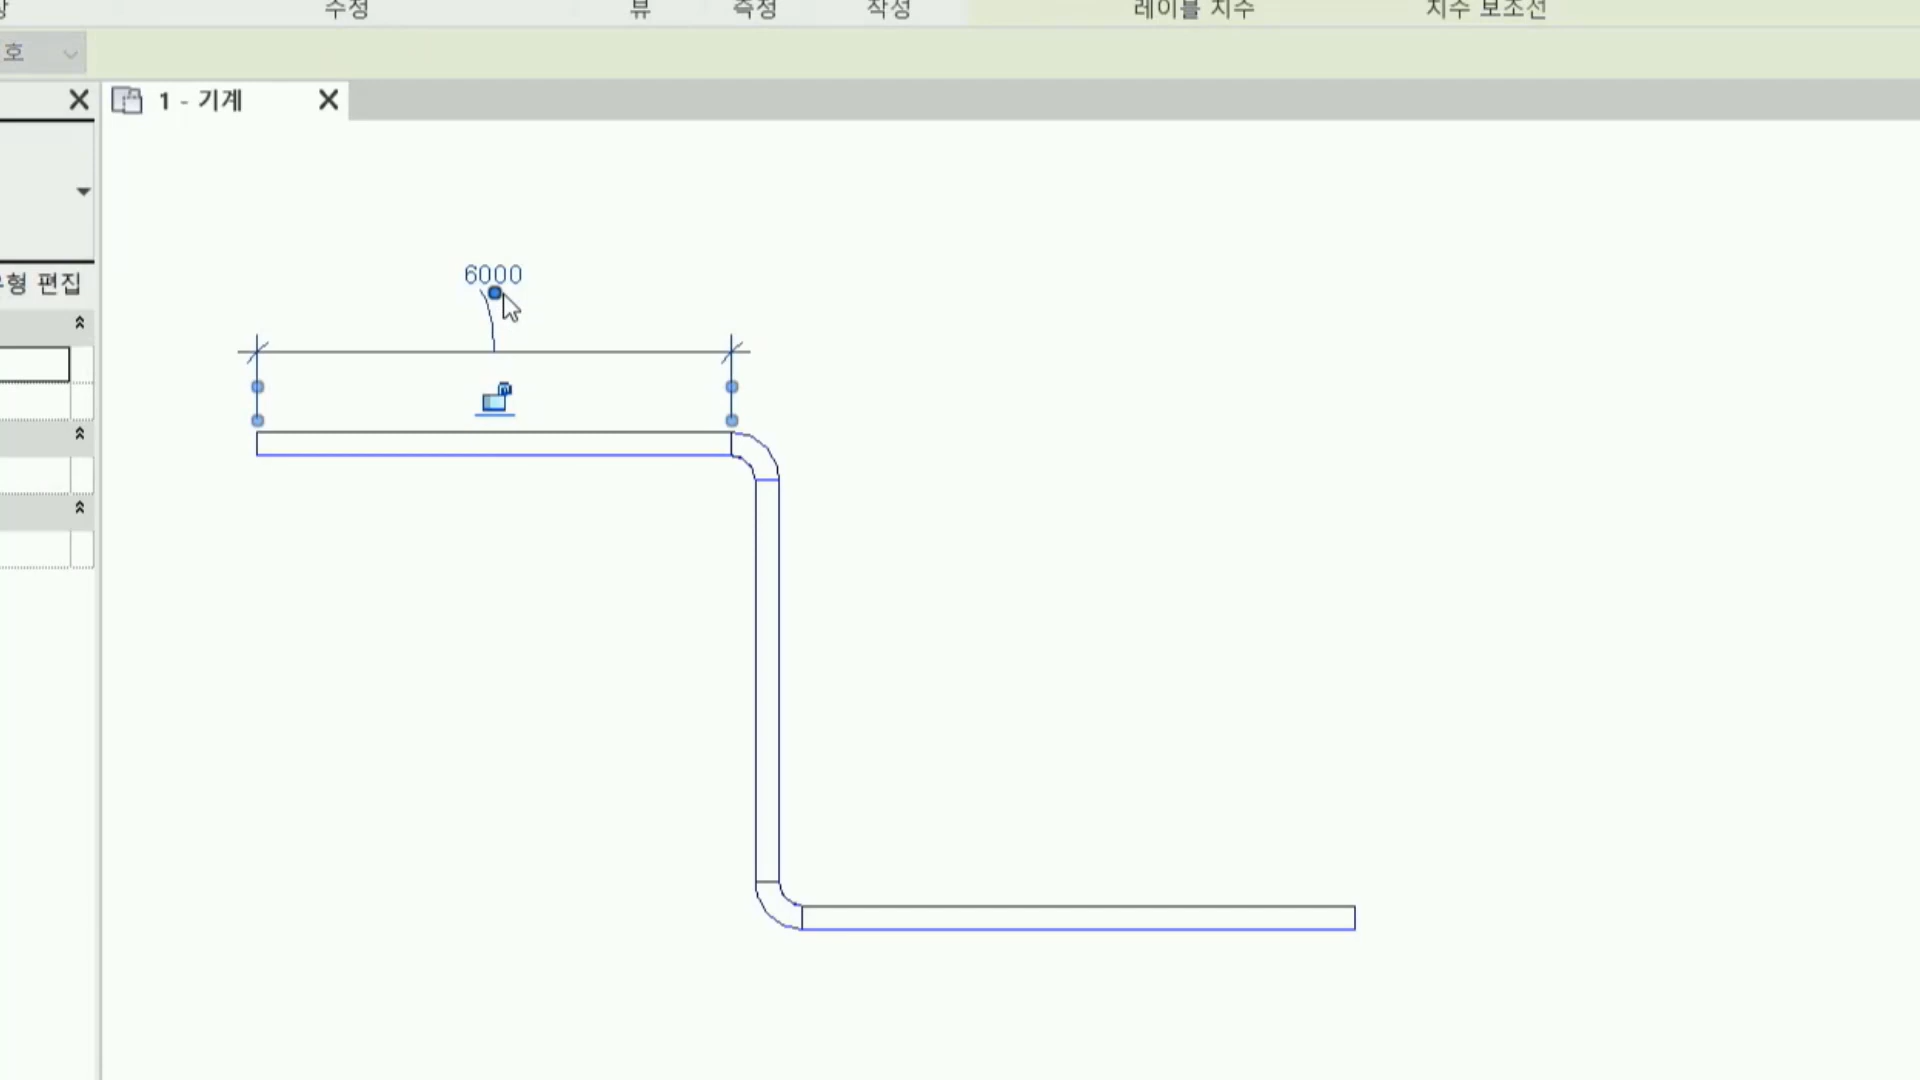 수정 뷰 측정 작성 레이블 치수 치수 보조선
호
1 - 기계
6000
유형 편집